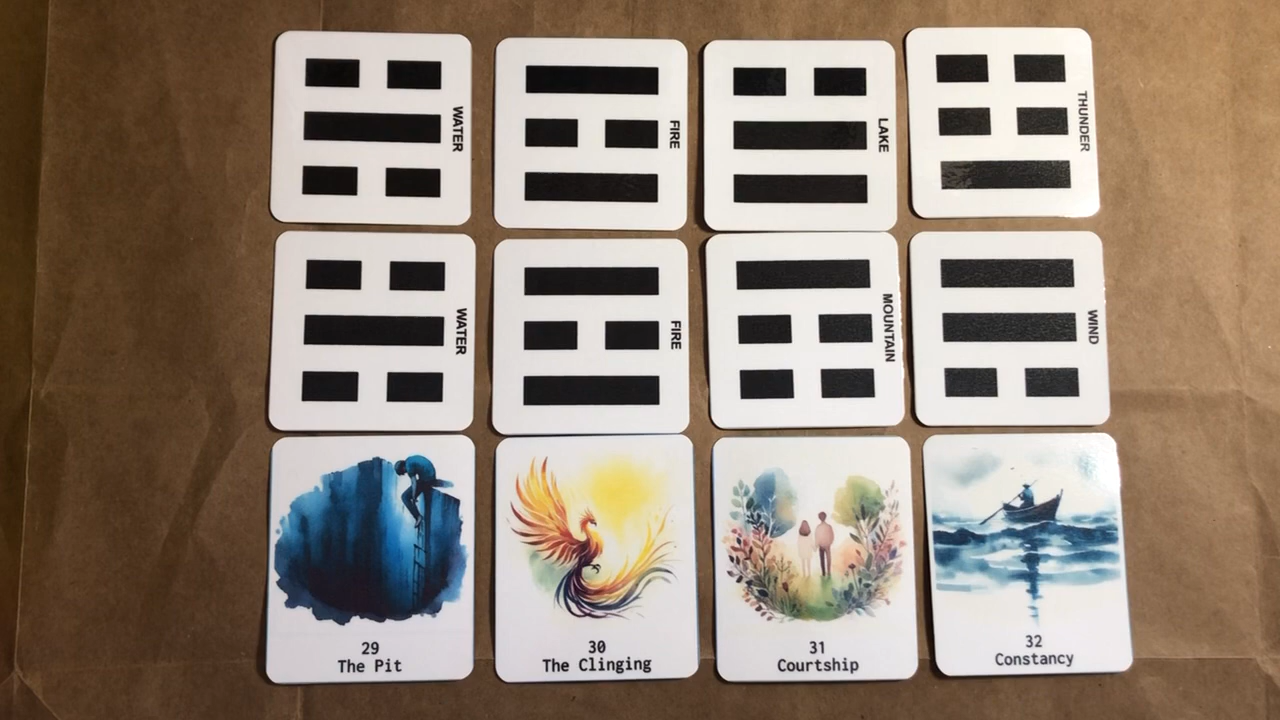 WATER
FIRE
LAKE
THUNDER
WATER
FIRE
MOUNTAIN
WIND
29
The Pit
30
The Clinging
31
Courtship
32
Constancy